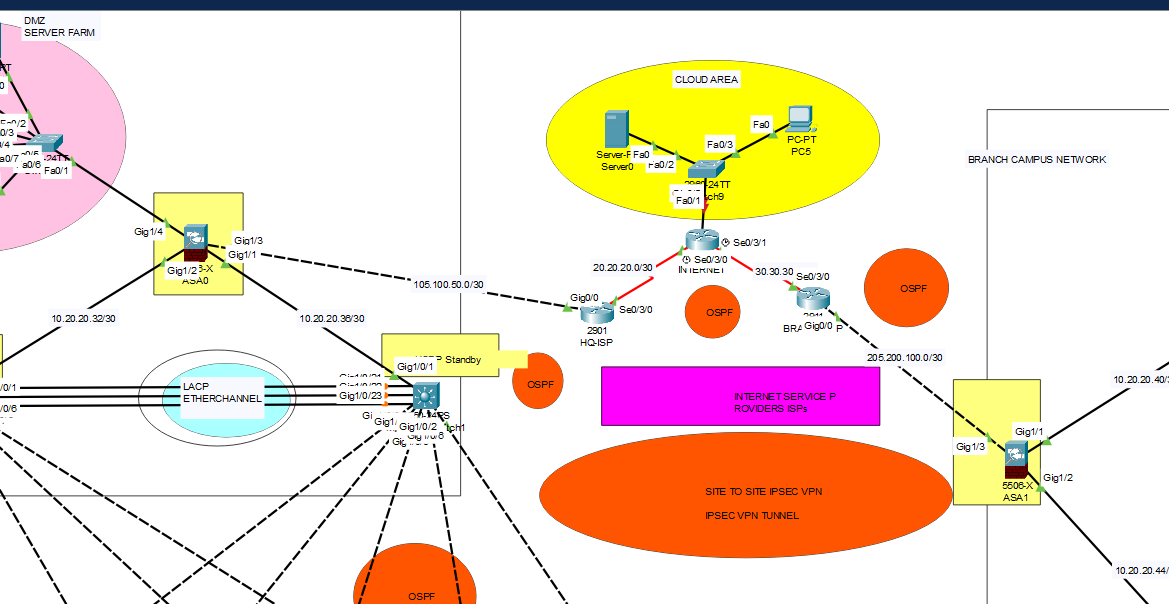 DMZ
SERVER FARM
CLOUD AREA
Fa0
PC-PT
PC5
Fa0/3
Server0
Fa0
Fa0/2
Fa0/1
Fa0/1
Gig1/4
Gig1/3
Gig1/1
Gig1/2
ASA0
BRANCH CAMPUS NETWORK
Se0/3/1
Se0/3/0
INTERNET
20.20.20.0/30
30.30.30
Se0/3/0
Gig0/0
105.100.50.0/30
Gig0/0
Se0/3/0
2901
HQ-ISP
OSPF
OSPF
10.20.20.32/30
10.20.20.36/30
205.200.100.0/30
Standby
Gig1/0/1
OSPF
LACP
ETHERCHANNEL
Gig1/0/23
Gig1/0/2
INTERNET SERVICE P
ROVIDERS ISPs
10.20.20.40/
Gig1/1
Gig1/3
Gig1/2
5506-X
ASA1
SITE TO SITE IPSEC VPN
IPSEC VPN TUNNEL
10.20.20.44/
OSPF